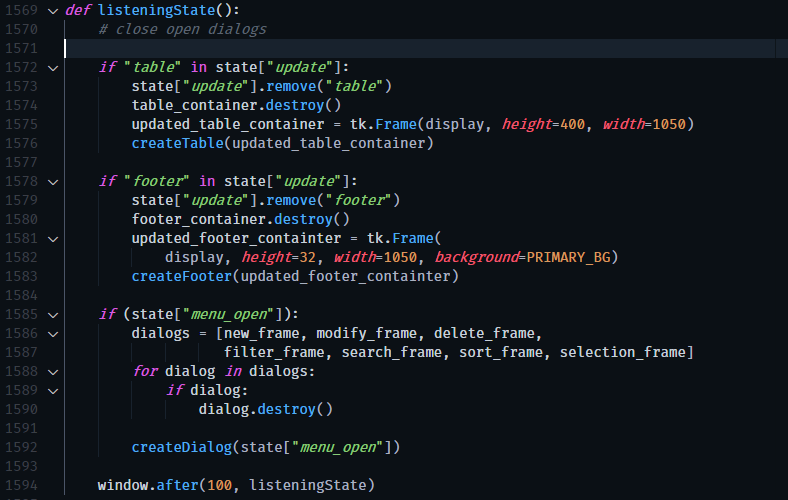 1569 def listeningState():
1570     # close open dialogs
1571
1572     if "table" in state["update"]:
1573         state["update"].remove("table")
1574         table_container.destroy()
1575         updated_table_container = tk.Frame(display, height=400, width=1050)
1576         createTable(updated_table_container)
1577
1578     if "footer" in state["update"]:
1579         state["update"].remove("footer")
1580         footer_container.destroy()
1581         updated_footer_containter = tk.Frame(
1582             display, height=32, width=1050, background=PRIMARY_BG)
1583         createFooter(updated_footer_containter)
1584
1585     if (state["menu_open"]):
1586         dialogs = [new_frame, modify_frame, delete_frame,
1587                    filter_frame, search_frame, sort_frame, selection_frame]
1588         for dialog in dialogs:
1589             if dialog:
1590                 dialog.destroy()
1591
1592         createDialog(state["menu_open"])
1593
1594     window.after(100, listeningState)